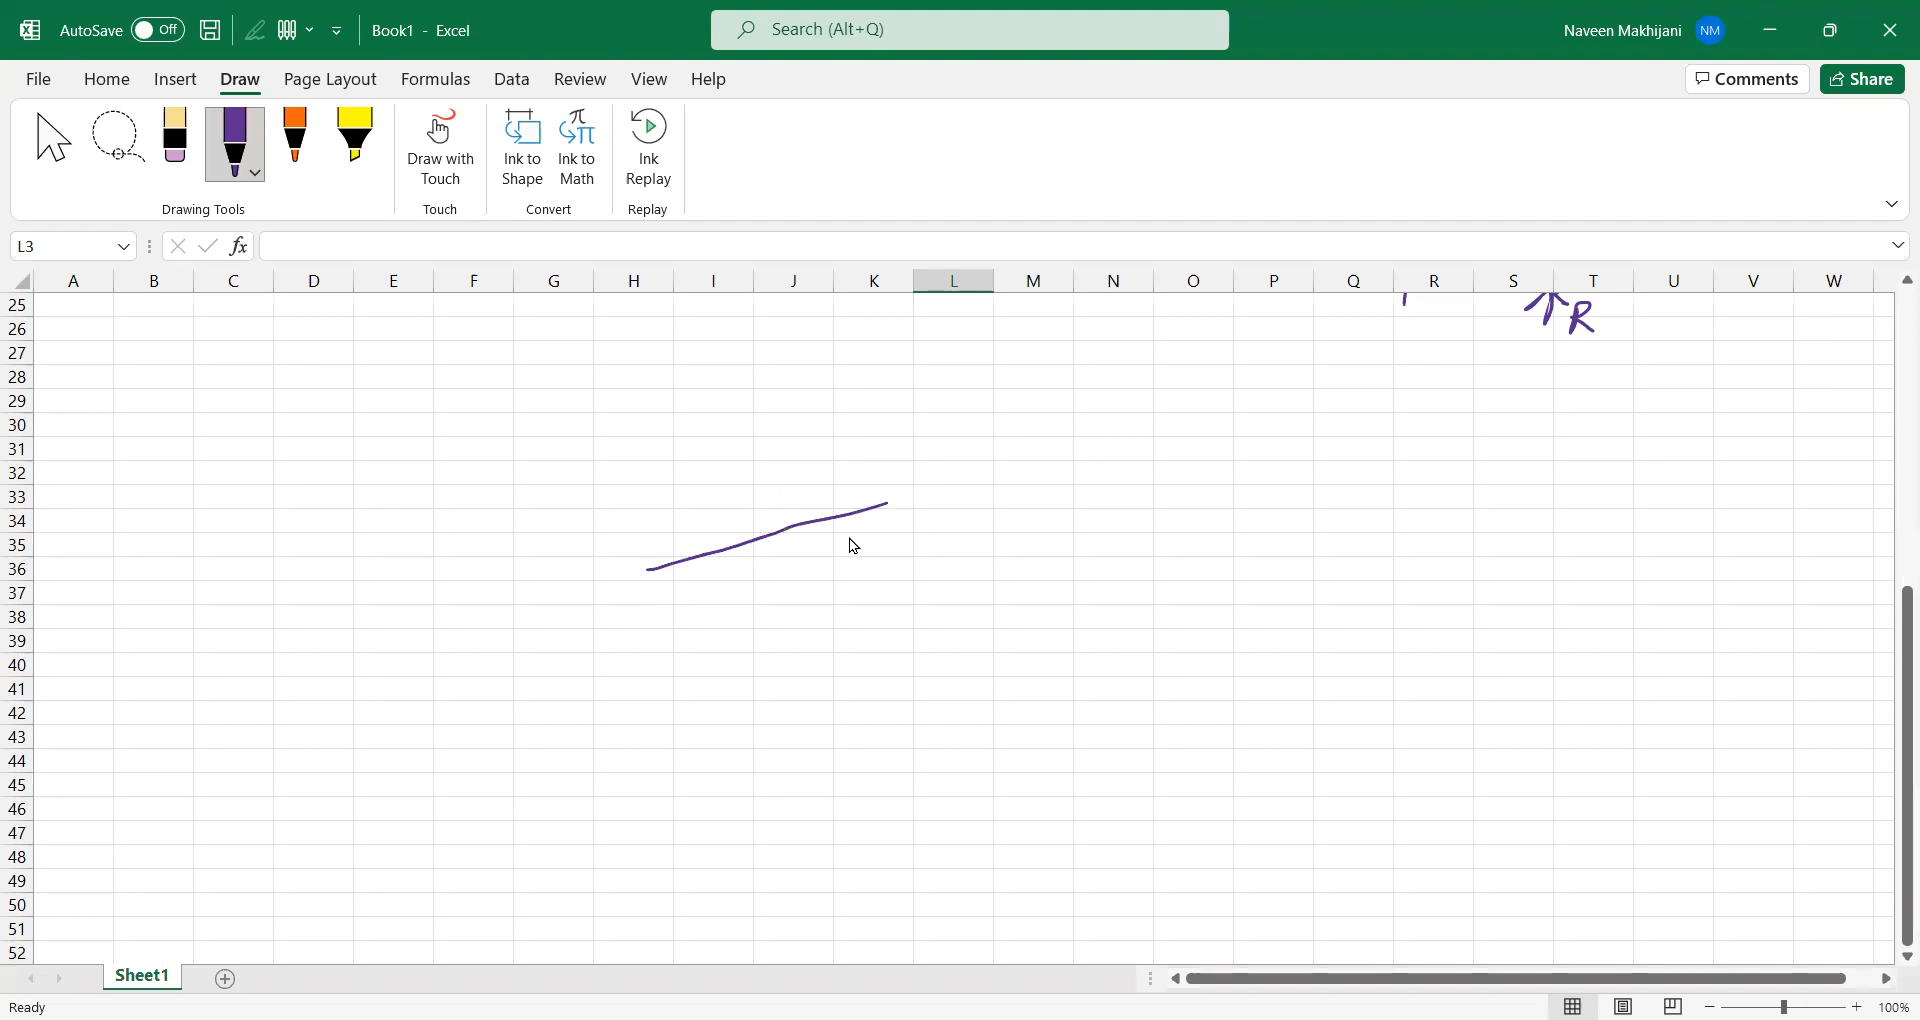 AutoSave Off Book1 - Excel Search (Alt+Q) Naveen Makhijani NM
File Home Insert Draw Page Layout Formulas Data Review View Help Comments Share
Draw with Touch
Ink to Shape
Ink to Math
Ink Replay
Drawing Tools Touch Convert Replay
L3 fx
A B C D E F G H I J K L M N O P Q R S T U V W
25
26 R
27
28
29
30
31
32
33
34
35
36
37
38
39
40
41
42
43
44
45
46
47
48
49
50
51
52
Sheet1
Ready 100%